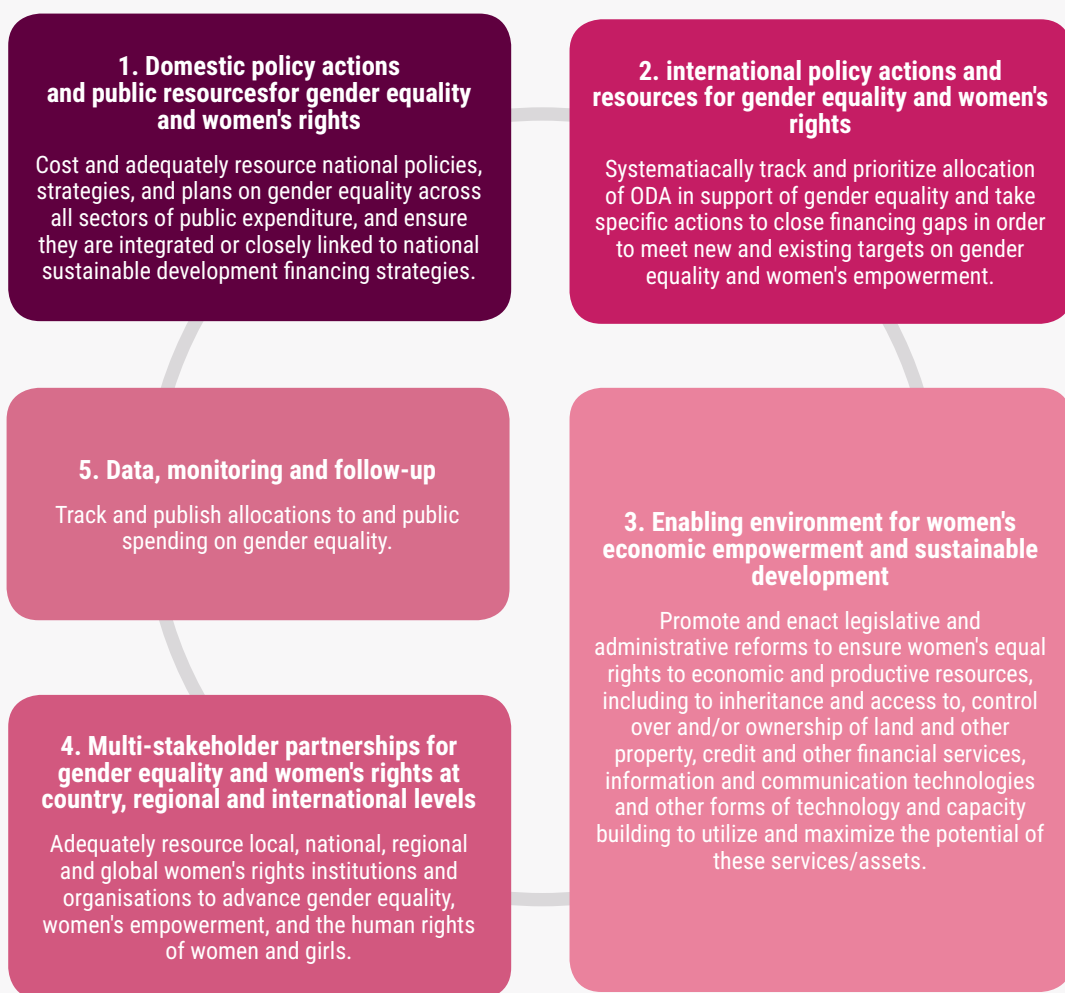 1. Domestic policy actions
and public resourcesfor gender equality
and women's rights
Cost and adequately resource national policies,
strategies, and plans on gender equality across
all sectors of public expenditure, and ensure
they are integrated or closely linked to national
sustainable development financing strategies.
2. international policy actions and
resources for gender equality and women's
rights
Systematiacally track and prioritize allocation
of ODA in support of gender equality and take
specific actions to close financing gaps in order
to meet new and existing targets on gender
equality and women's empowerment.
3. Enabling environment for women's
economic empowerment and sustainable
development
Promote and enact legislative and
administrative reforms to ensure women's equal
rights to economic and productive resources,
including to inheritance and access to, control
over and/or ownership of land and other
property, credit and other financial services,
information and communication technologies
and other forms of technology and capacity
building to utilize and maximize the potential of
these services/assets.
4. Multi-stakeholder partnerships for
gender equality and women's rights at
country, regional and international levels
Adequately resource local, national, regional
and global women's rights institutions and
organisations to advance gender equality,
women's empowerment, and the human rights
of women and girls.
5. Data, monitoring and follow-up
Track and publish allocations to and public
spending on gender equality.